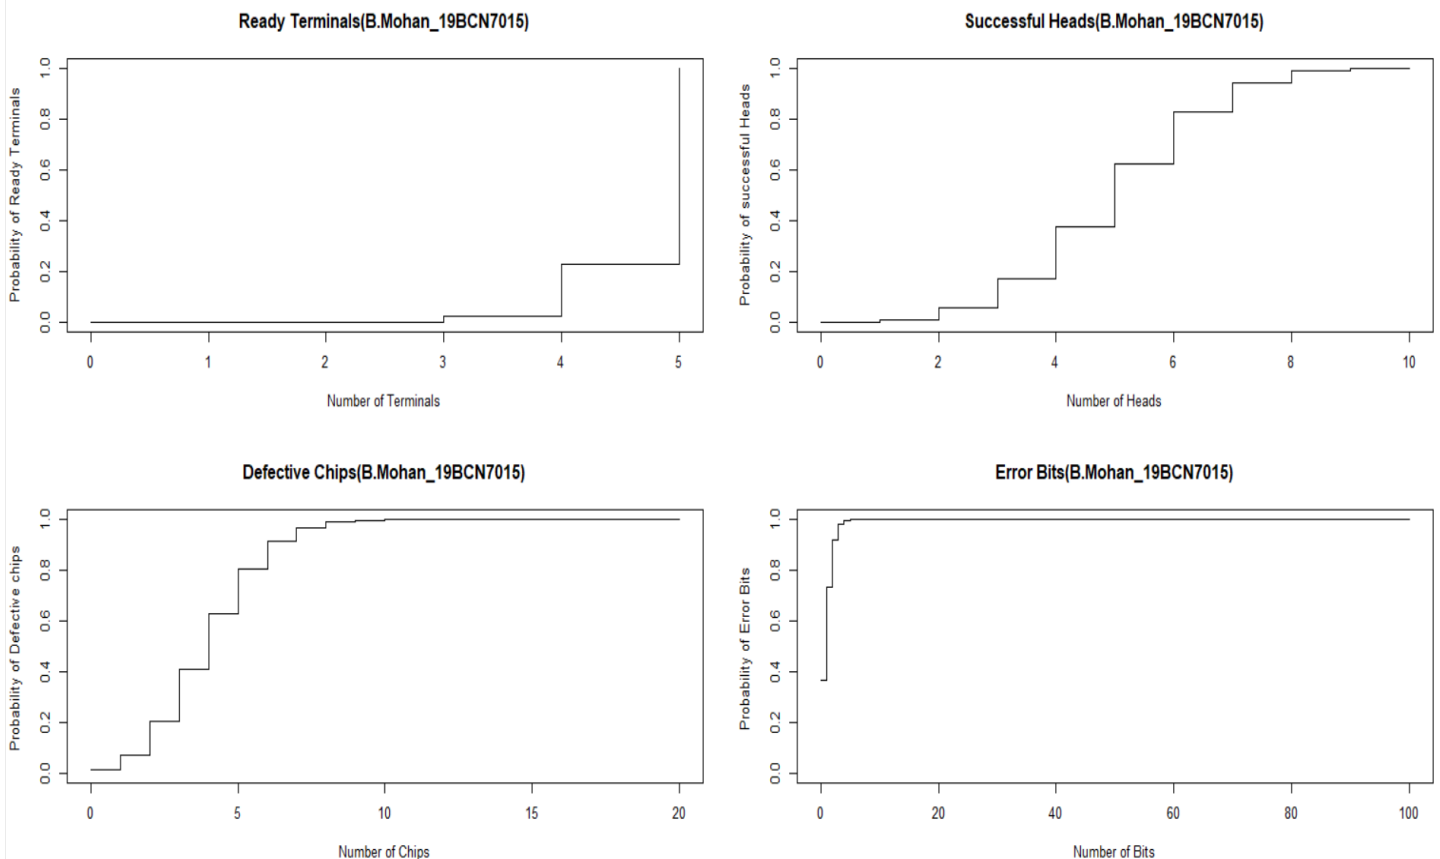 Ready Terminals(B.Mohan_19BCN7015)
Probability of Ready Terminals
0.0 0.2 0.4 0.6 0.8 1.0
0 1 2 3 4 5
Number of Terminals
Successful Heads(B.Mohan_19BCN7015)
Probability of successful Heads
0.0 0.2 0.4 0.6 0.8 1.0
0 2 4 6 8 10
Number of Heads
Defective Chips(B.Mohan_19BCN7015)
Probability of Defective chips
0.0 0.2 0.4 0.6 0.8 1.0
0 5 10 15 20
Number of Chips
Error Bits(B.Mohan_19BCN7015)
Probability of Error Bits
0.0 0.2 0.4 0.6 0.8 1.0
0 20 40 60 80 100
Number of Bits